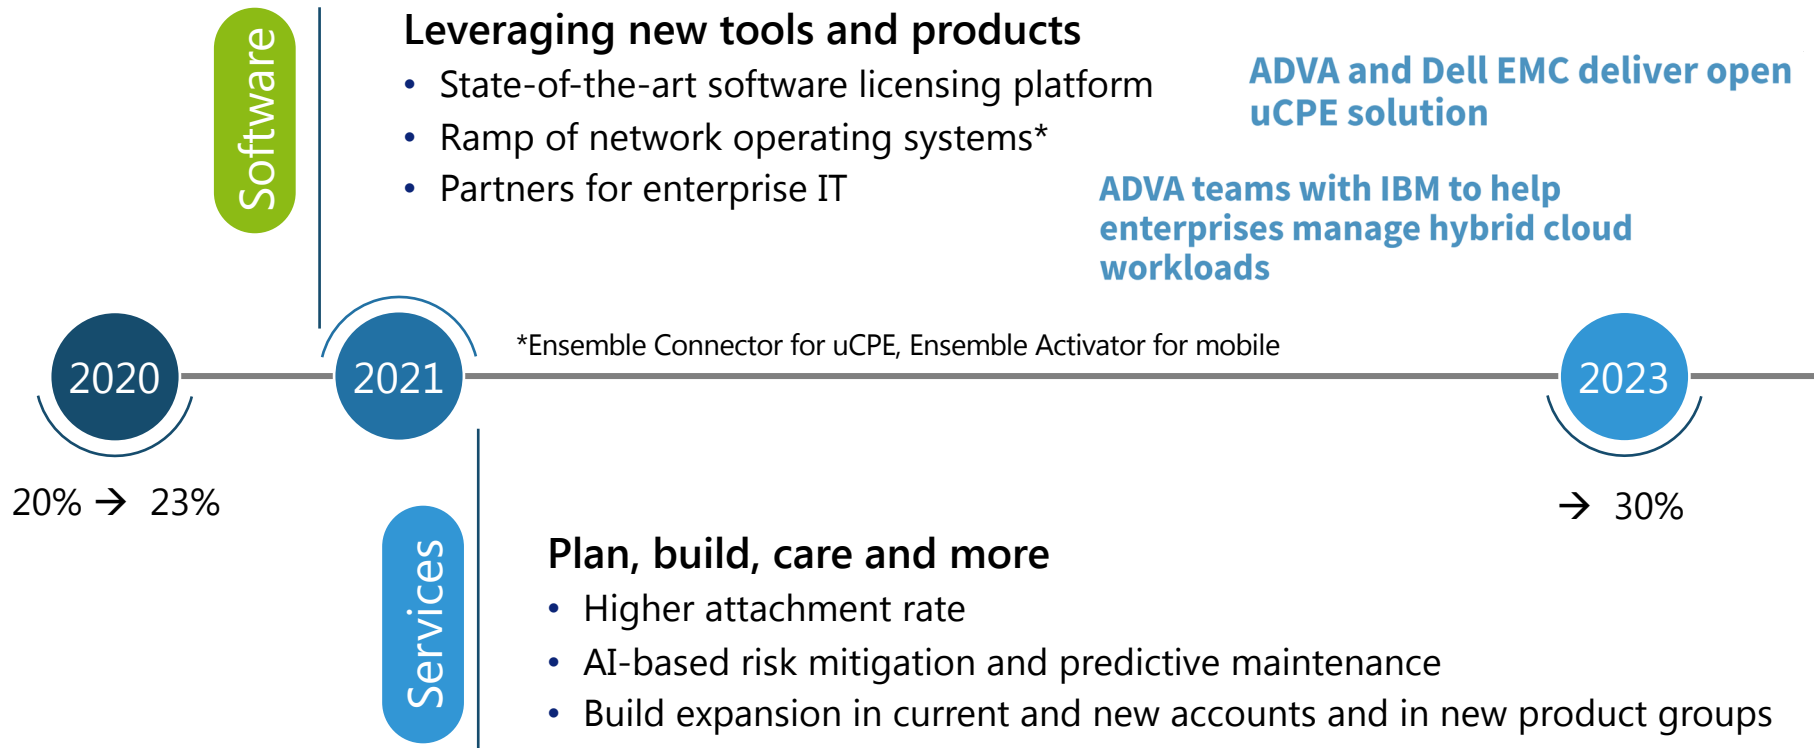 Software
Leveraging new tools and products
• State-of-the-art software licensing platform
• Ramp of network operating systems*
• Partners for enterprise IT
ADVA and Dell EMC deliver open
uCPE solution
ADVA teams with IBM to help
enterprises manage hybrid cloud
workloads
*Ensemble Connector for uCPE, Ensemble Activator for mobile
2020
2021
2023
20% → 23%
→ 30%
Services
Plan, build, care and more
• Higher attachment rate
• AI-based risk mitigation and predictive maintenance
• Build expansion in current and new accounts and in new product groups